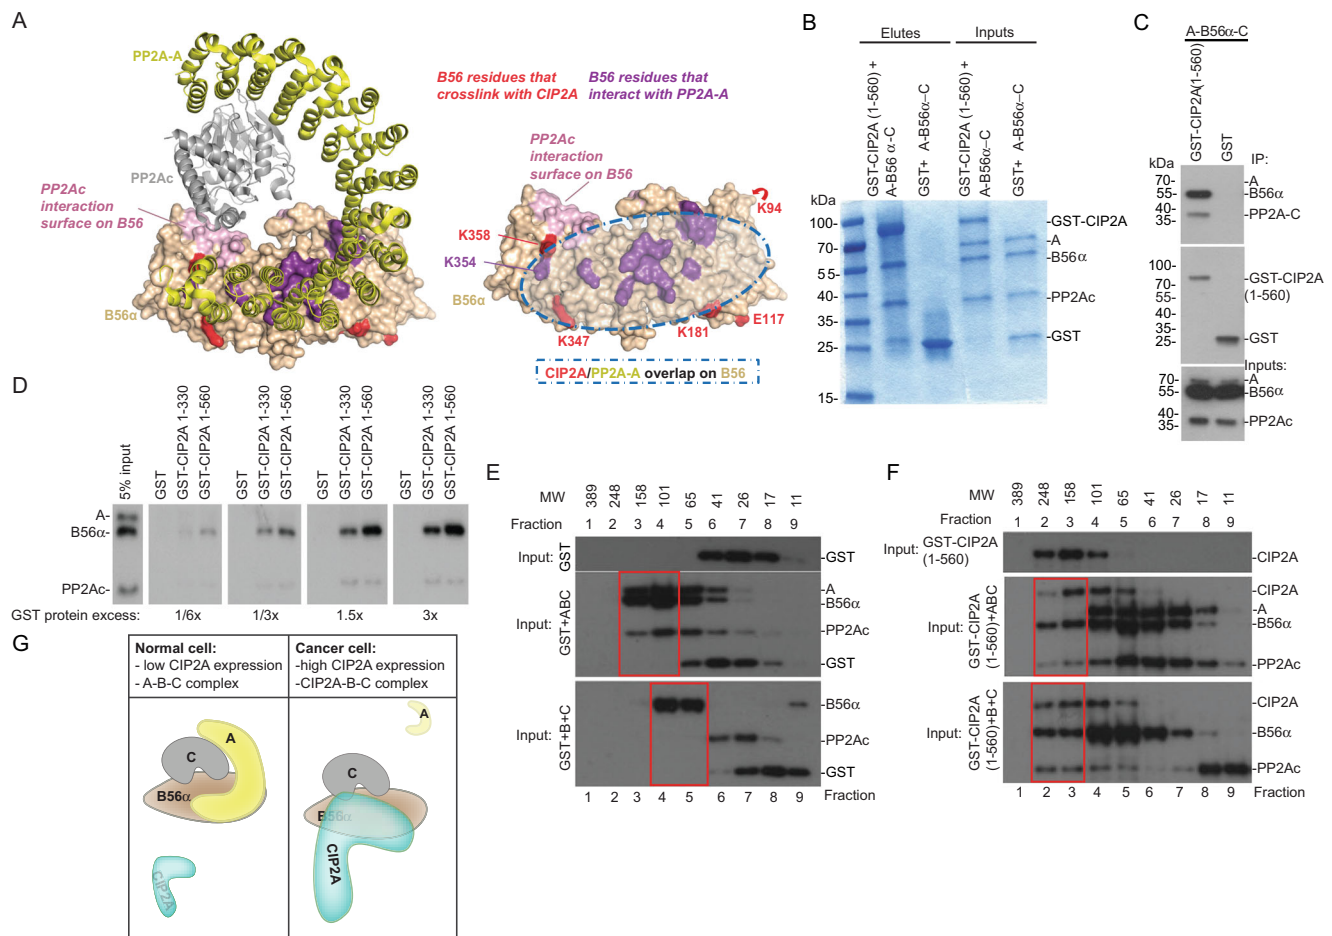 A
PP2A-A
PP2Ac
PP2Ac
interaction
surface on B56
B56α
B56 residues that
crosslink with CIP2A
B56 residues that
interact with PP2A-A
PP2Ac
interaction
surface on B56
K94
K358
K354
B56α
K347
K181
E117
CIP2A/PP2A-A overlap on B56
B
Elutes
Inputs
GST-CIP2A (1-560) +
A-B56 α-C
GST+ A-B56α-C
GST-CIP2A (1-560) +
A-B56α-C
GST+ A-B56α-C
kDa
100-
70-
55-
40-
35-
25-
15-
-GST-CIP2A
-A
-B56α
-PP2Ac
-GST
C
A-B56α-C
GST-CIP2A(1-560)
GST
kDa
IP:
70-
55-
40-
35-
-A
-B56α
-PP2A-C
100-
70-
55-
40-
35-
25-
-GST-CIP2A
(1-560)
-GST
Inputs:
70-
55-
40-
35-
-A
-B56α
-PP2Ac
D
5% input
GST
GST-CIP2A 1-330
GST-CIP2A 1-560
GST
GST-CIP2A 1-330
GST-CIP2A 1-560
GST
GST-CIP2A 1-330
GST-CIP2A 1-560
GST
GST-CIP2A 1-330
GST-CIP2A 1-560
A-
B56α-
PP2Ac-
GST protein excess: 1/6x 1/3x 1.5x 3x
E
MW 389 248 158 101 65 41 26 17 11
Fraction 1 2 3 4 5 6 7 8 9
Input: GST
-GST
Input: GST+ABC
-A
-B56α
-PP2Ac
-GST
Input: GST+B+C
-B56α
-PP2Ac
-GST
1 2 3 4 5 6 7 8 9 Fraction
F
MW 389 248 158 101 65 41 26 17 11
Fraction 1 2 3 4 5 6 7 8 9
Input: GST-CIP2A
(1-560)
-CIP2A
Input: GST-CIP2A
(1-560)+ABC
-CIP2A
-A
-B56α
-PP2Ac
Input: GST-CIP2A
(1-560)+B+C
-CIP2A
-B56α
-PP2Ac
1 2 3 4 5 6 7 8 9 Fraction
G
Normal cell:
- low CIP2A expression
- A-B-C complex
Cancer cell:
-high CIP2A expression
-CIP2A-B-C complex
A
C
B56α
CIP2A
A
C
B56α
CIP2A